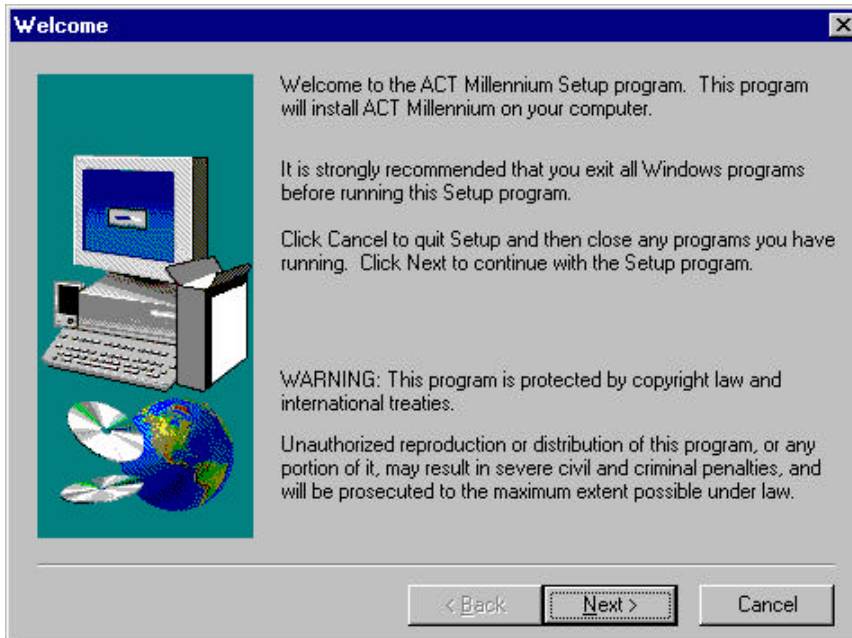 Welcome
Welcome to the ACT Millennium Setup program.  This program
will install ACT Millennium on your computer.
It is strongly recommended that you exit all Windows programs
before running this Setup program.
Click Cancel to quit Setup and then close any programs you have
running.  Click Next to continue with the Setup program.
WARNING: This program is protected by copyright law and
international treaties.
Unauthorized reproduction or distribution of this program, or any
portion of it, may result in severe civil and criminal penalties, and
will be prosecuted to the maximum extent possible under law.
< Back Next > Cancel